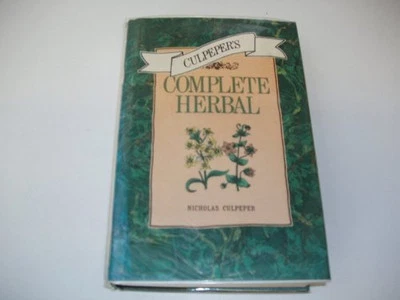 CULPEPER'S
COMPLETE
HERBAL
NICHOLAS CULPEPER